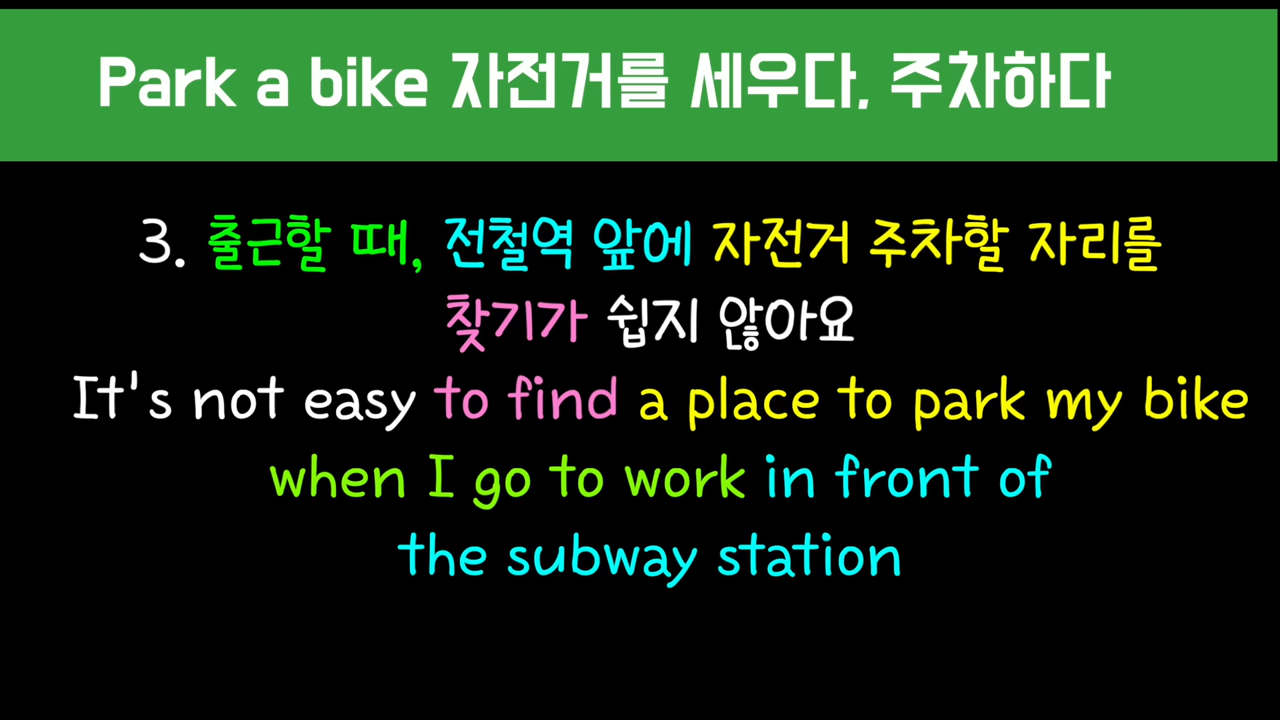 Park a bike 자전거를 세우다, 주차하다
3. 출근할 때, 전철역 앞에 자전거 주차할 자리를
찾기가 쉽지 않아요
It's not easy to find a place to park my bike
when I go to work in front of
the subway station